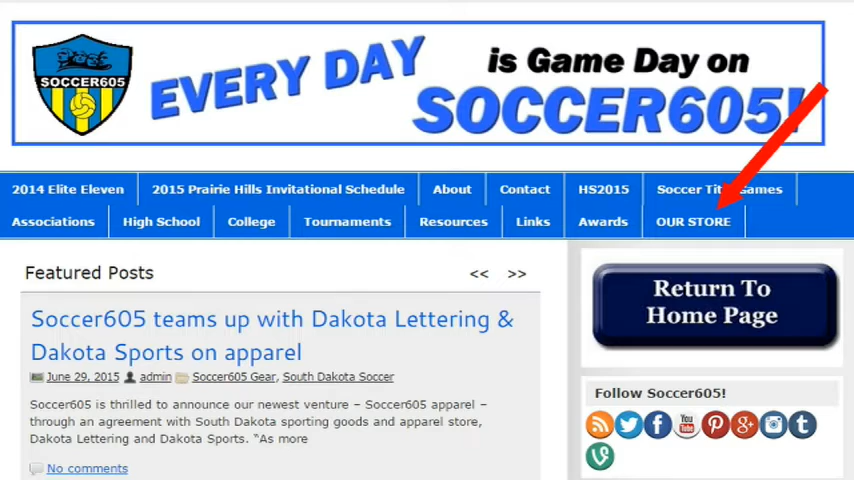 SOCCER605
EVERY DAY
is Game Day on
SOCCER605!
2014 Elite Eleven 2015 Prairie Hills Invitational Schedule About Contact HS2015 Soccer Games
Associations High School College Tournaments Resources Links Awards OUR STORE
Featured Posts << >>
Return To
Home Page
Soccer605 teams up with Dakota Lettering &
Dakota Sports on apparel
June 29, 2015 admin Soccer605 Gear, South Dakota Soccer
Soccer605 is thrilled to announce our newest venture – Soccer605 apparel –
through an agreement with South Dakota sporting goods and apparel store,
Dakota Lettering and Dakota Sports. “As more
No comments
Follow Soccer605!
You
Tube
g+
t